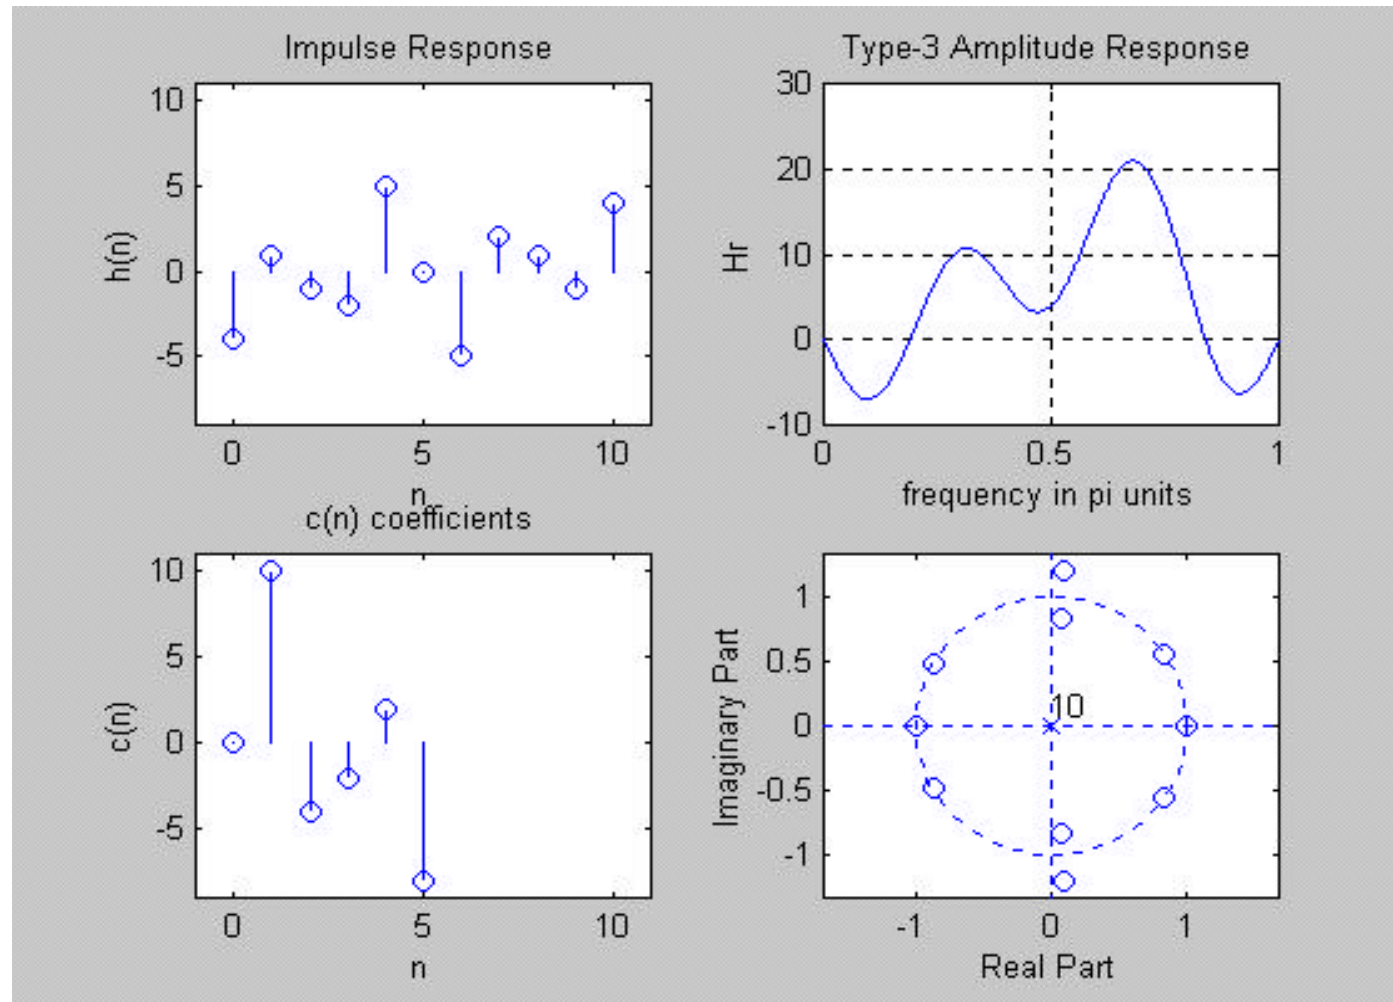 Impulse Response
10
5
0
-5
h(n)
0
5
10
n
Type-3 Amplitude Response
30
20
10
0
-10
Hr
0
0.5
1
frequency in pi units
c(n) coefficients
10
5
0
-5
c(n)
0
5
10
n
1
0.5
0
-0.5
-1
Imaginary Part
10
-1
0
1
Real Part